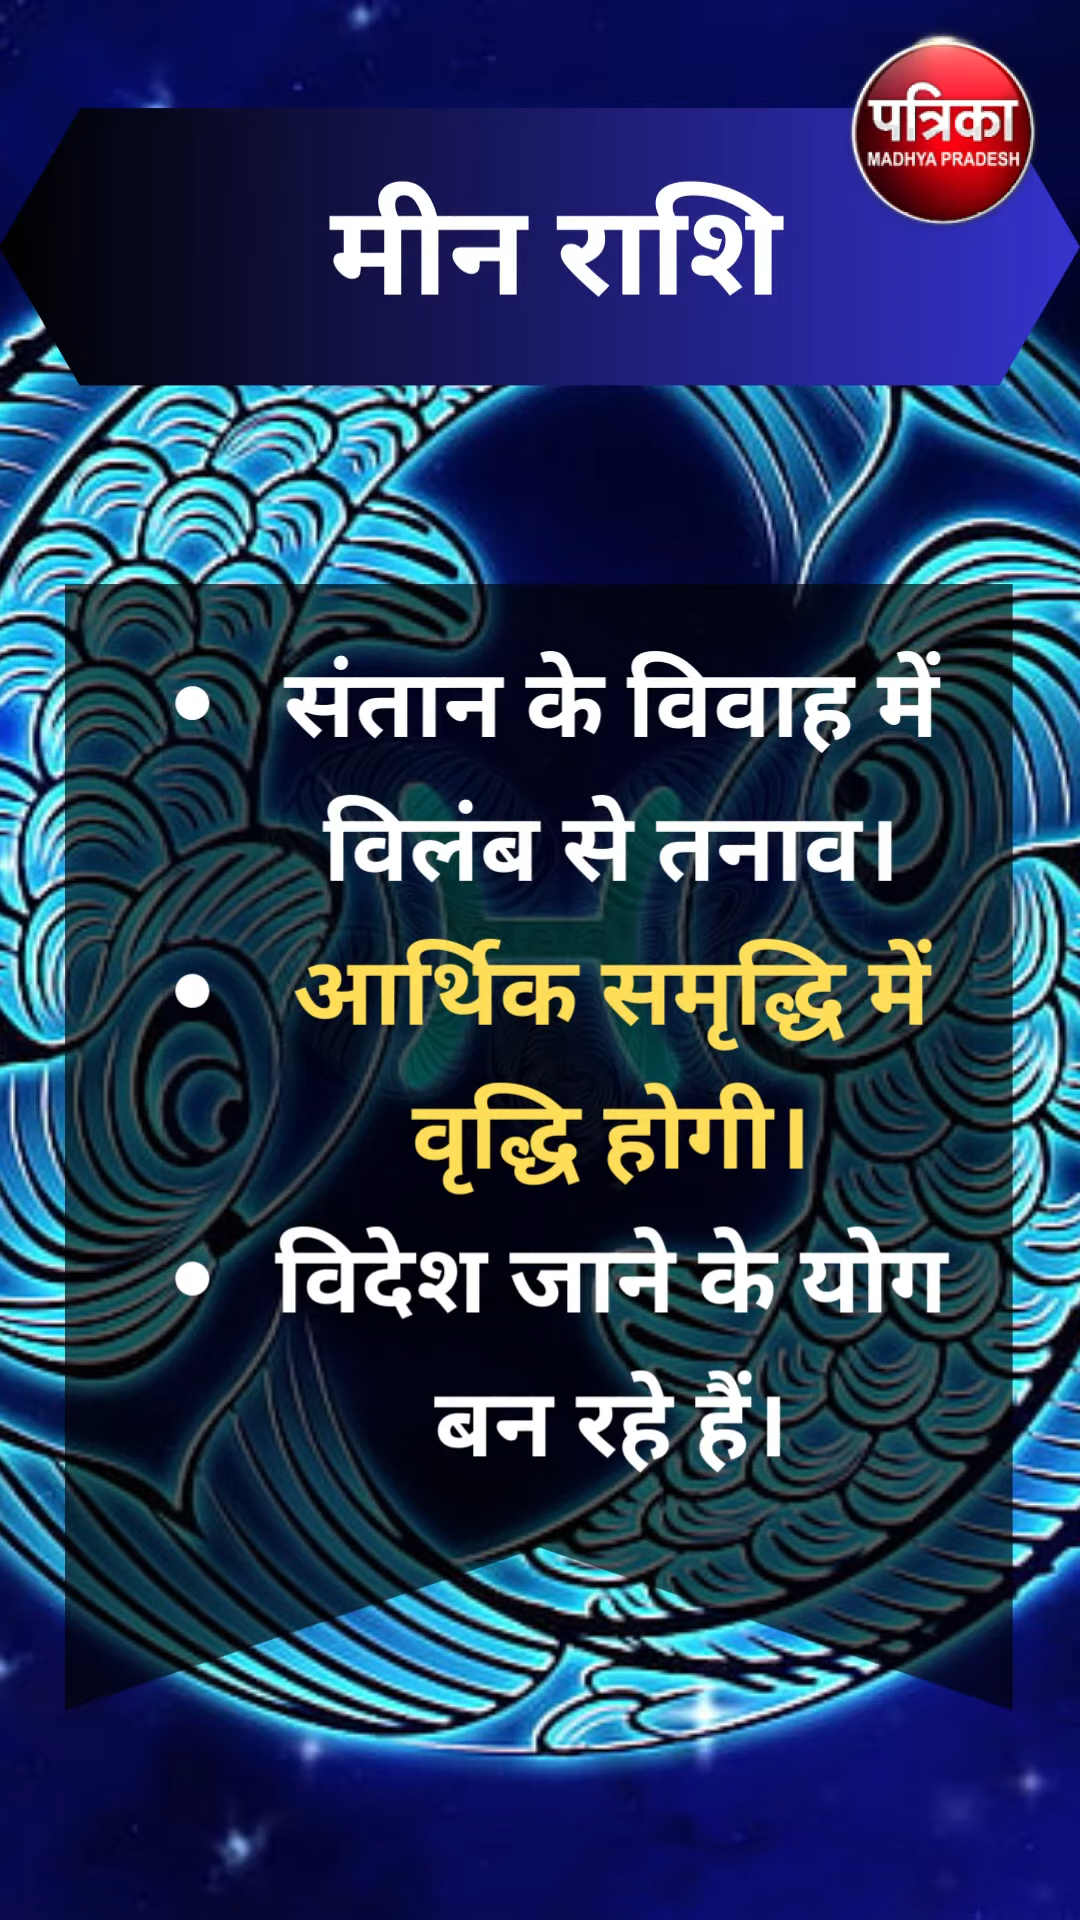 पत्रिका
MADHYA PRADESH
मीन राशि
• संतान के विवाह में
विलंब से तनाव।
• आर्थिक समृद्धि में
वृद्धि होगी।
• विदेश जाने के योग
बन रहे हैं।